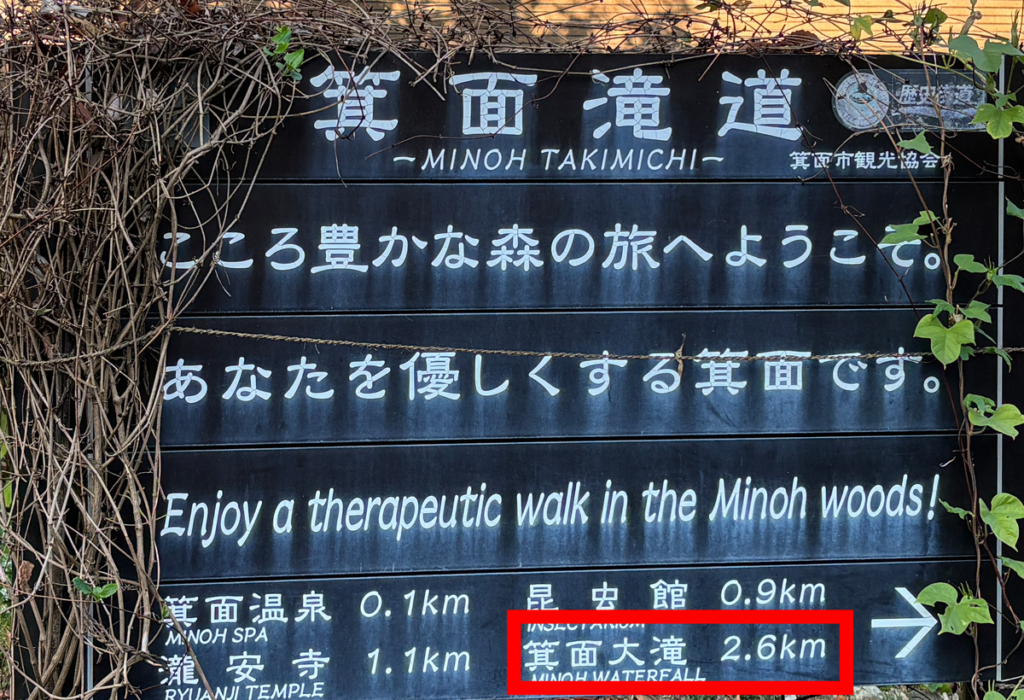 箕面滝道
歴史街道
~MINOH TAKIMICHI~
箕面市観光協会
こころ豊かな森の旅へようこそ。
あなたを優しくする箕面です。
Enjoy a therapeutic walk in the Minoh woods!
箕面温泉 0.1km
MINOH SPA
昆虫館 0.9km
INSECTARIUM
瀧安寺 1.1km
RYUANJI TEMPLE
箕面大滝 2.6km
MINOH WATERFALL